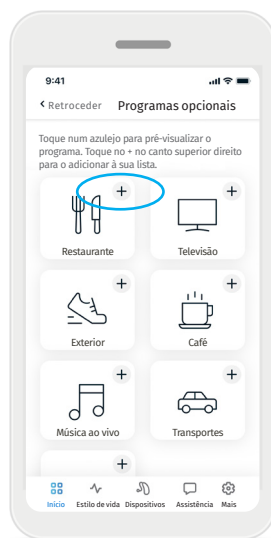 9:41
Retroceder Programas opcionais
Toque num azulejo para pré-visualizar o
programa. Toque no + no canto superior direito
para o adicionar à sua lista.
+ +
Restaurante Televisão
+ +
Exterior Café
+ +
Música ao vivo Transportes
+
Início Estilo de vida Dispositivos Assistência Mais